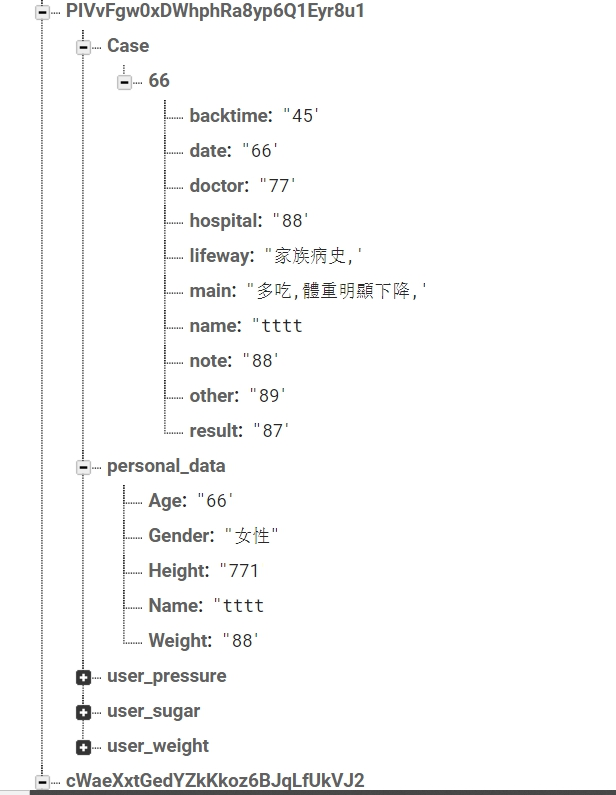 PIVvFgw0xDWhphRa8yp6Q1Eyr8u1
Case
66
backtime: "45'
date: "66'
doctor: "77'
hospital: "88'
lifeway: "家族病史,'
main: "多吃,體重明顯下降,'
name: "tttt
note: "88'
other: "89'
result: "87'
personal_data
Age: "66'
Gender: "女性"
Height: "771
Name: "tttt
Weight: "88'
user_pressure
user_sugar
user_weight
cWaeXxtGedYZkKkoz6BJqLfUkVJ2